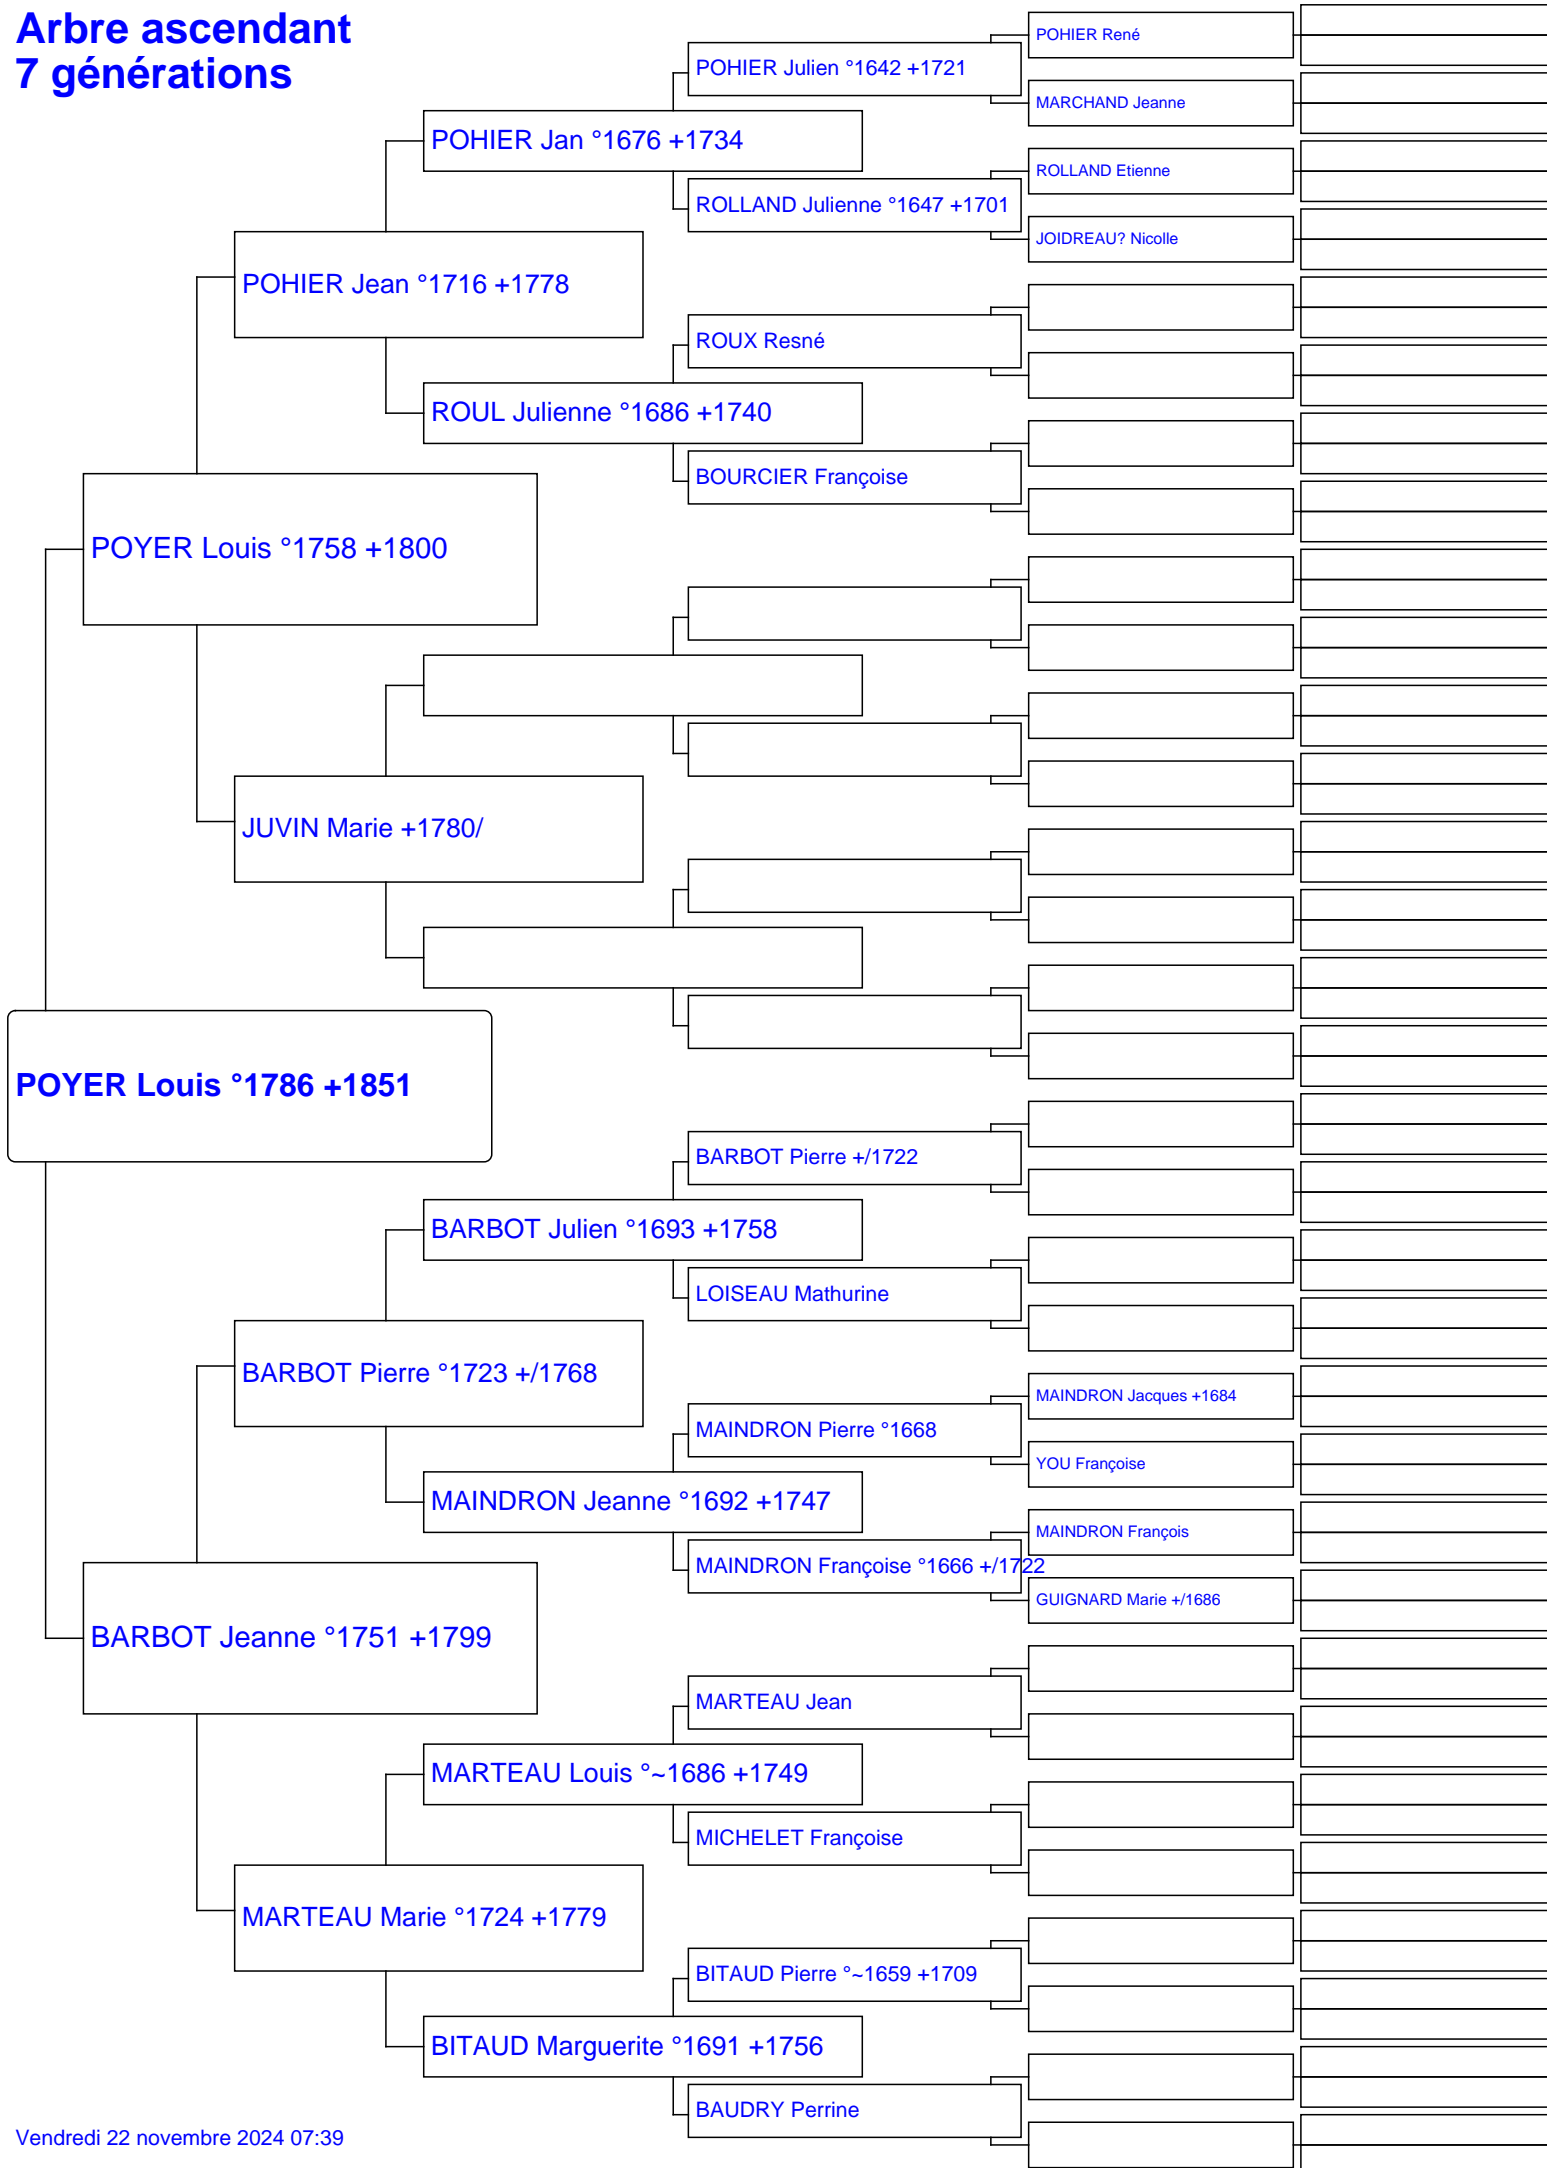 Arbre ascendant
7 générations
POHIER René
POHIER Julien °1642 +1721
MARCHAND Jeanne
POHIER Jan °1676 +1734
ROLLAND Etienne
ROLLAND Julienne °1647 +1701
JOIDREAU? Nicolle
POHIER Jean °1716 +1778
ROUX Resné
ROUL Julienne °1686 +1740
BOURCIER Françoise
POYER Louis °1758 +1800
JUVIN Marie +1780/
POYER Louis °1786 +1851
BARBOT Pierre +/1722
BARBOT Julien °1693 +1758
LOISEAU Mathurine
BARBOT Pierre °1723 +/1768
MAINDRON Jacques +1684
MAINDRON Pierre °1668
YOU Françoise
MAINDRON Jeanne °1692 +1747
MAINDRON François
MAINDRON Françoise °1666 +/1722
GUIGNARD Marie +/1686
BARBOT Jeanne °1751 +1799
MARTEAU Jean
MARTEAU Louis °~1686 +1749
MICHELET Françoise
MARTEAU Marie °1724 +1779
BITAUD Pierre °~1659 +1709
BITAUD Marguerite °1691 +1756
BAUDRY Perrine
Vendredi 22 novembre 2024 07:39